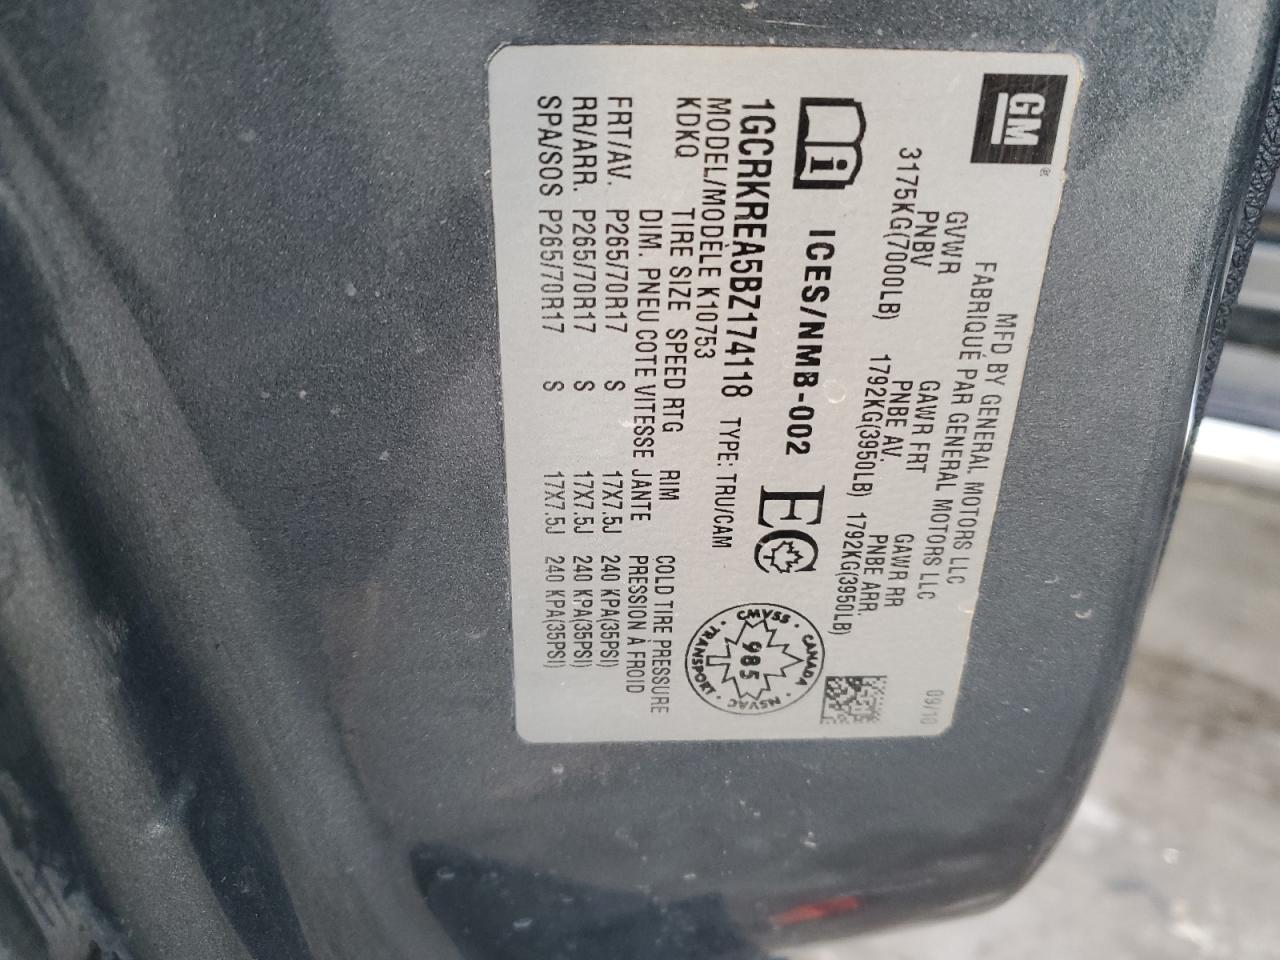 GM
®
MFD BY GENERAL MOTORS LLC
FABRIQUÉ PAR GENERAL MOTORS LLC
09/10
GVWR GAWR FRT GAWR RR
PNBV PNBE AV. PNBE ARR.
3175KG(7000LB) 1792KG(3950LB) 1792KG(3950LB)
i ICES/NMB-002 EC
CANADA · CMVSS · TRANSPORT · NSVAC ·
985
1GCRKREA5BZ174118 TYPE: TRU/CAM
MODEL/MODÈLE K10753
KDKQ
TIRE SIZE SPEED RTG RIM COLD TIRE PRESSURE
DIM. PNEU COTE VITESSE JANTE PRESSION À FROID
FRT/AV. P265/70R17 S 17X7.5J 240 KPA(35PSI)
RR/ARR. P265/70R17 S 17X7.5J 240 KPA(35PSI)
SPA/SOS P265/70R17 S 17X7.5J 240 KPA(35PSI)